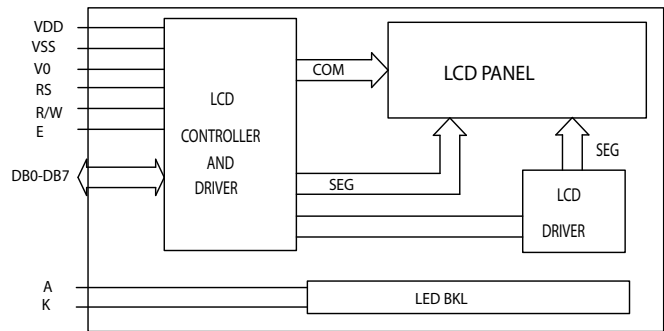 VDD
VSS
V0
RS
R/W
E
DB0-DB7
A
K
LCD
CONTROLLER
AND
DRIVER
COM
SEG
LCD PANEL
SEG
LCD
DRIVER
LED BKL